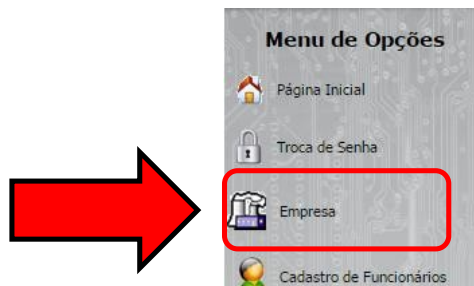 Menu de Opções
Página Inicial
Troca de Senha
Empresa
Cadastro de Funcionários